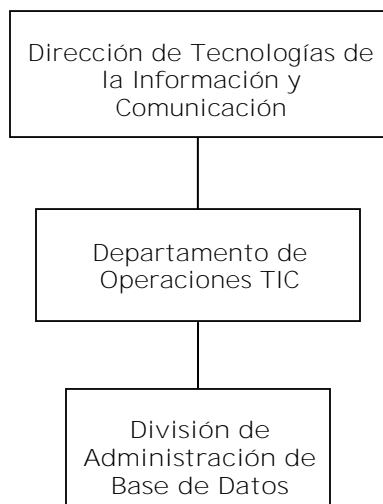 Dirección de Tecnologías de
la Información y
Comunicación
Departamento de
Operaciones TIC
División de
Administración de
Base de Datos